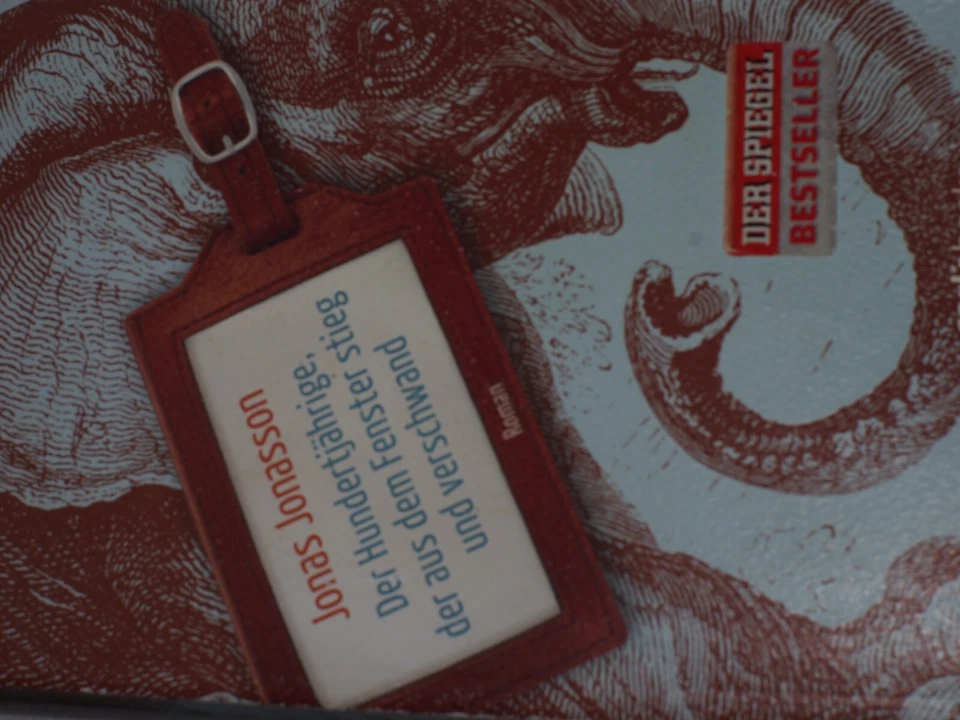 Jonas Jonasson
Der Hundertjährige,
der aus dem Fenster stieg
und verschwand
Roman
DER SPIEGEL
BESTSELLER